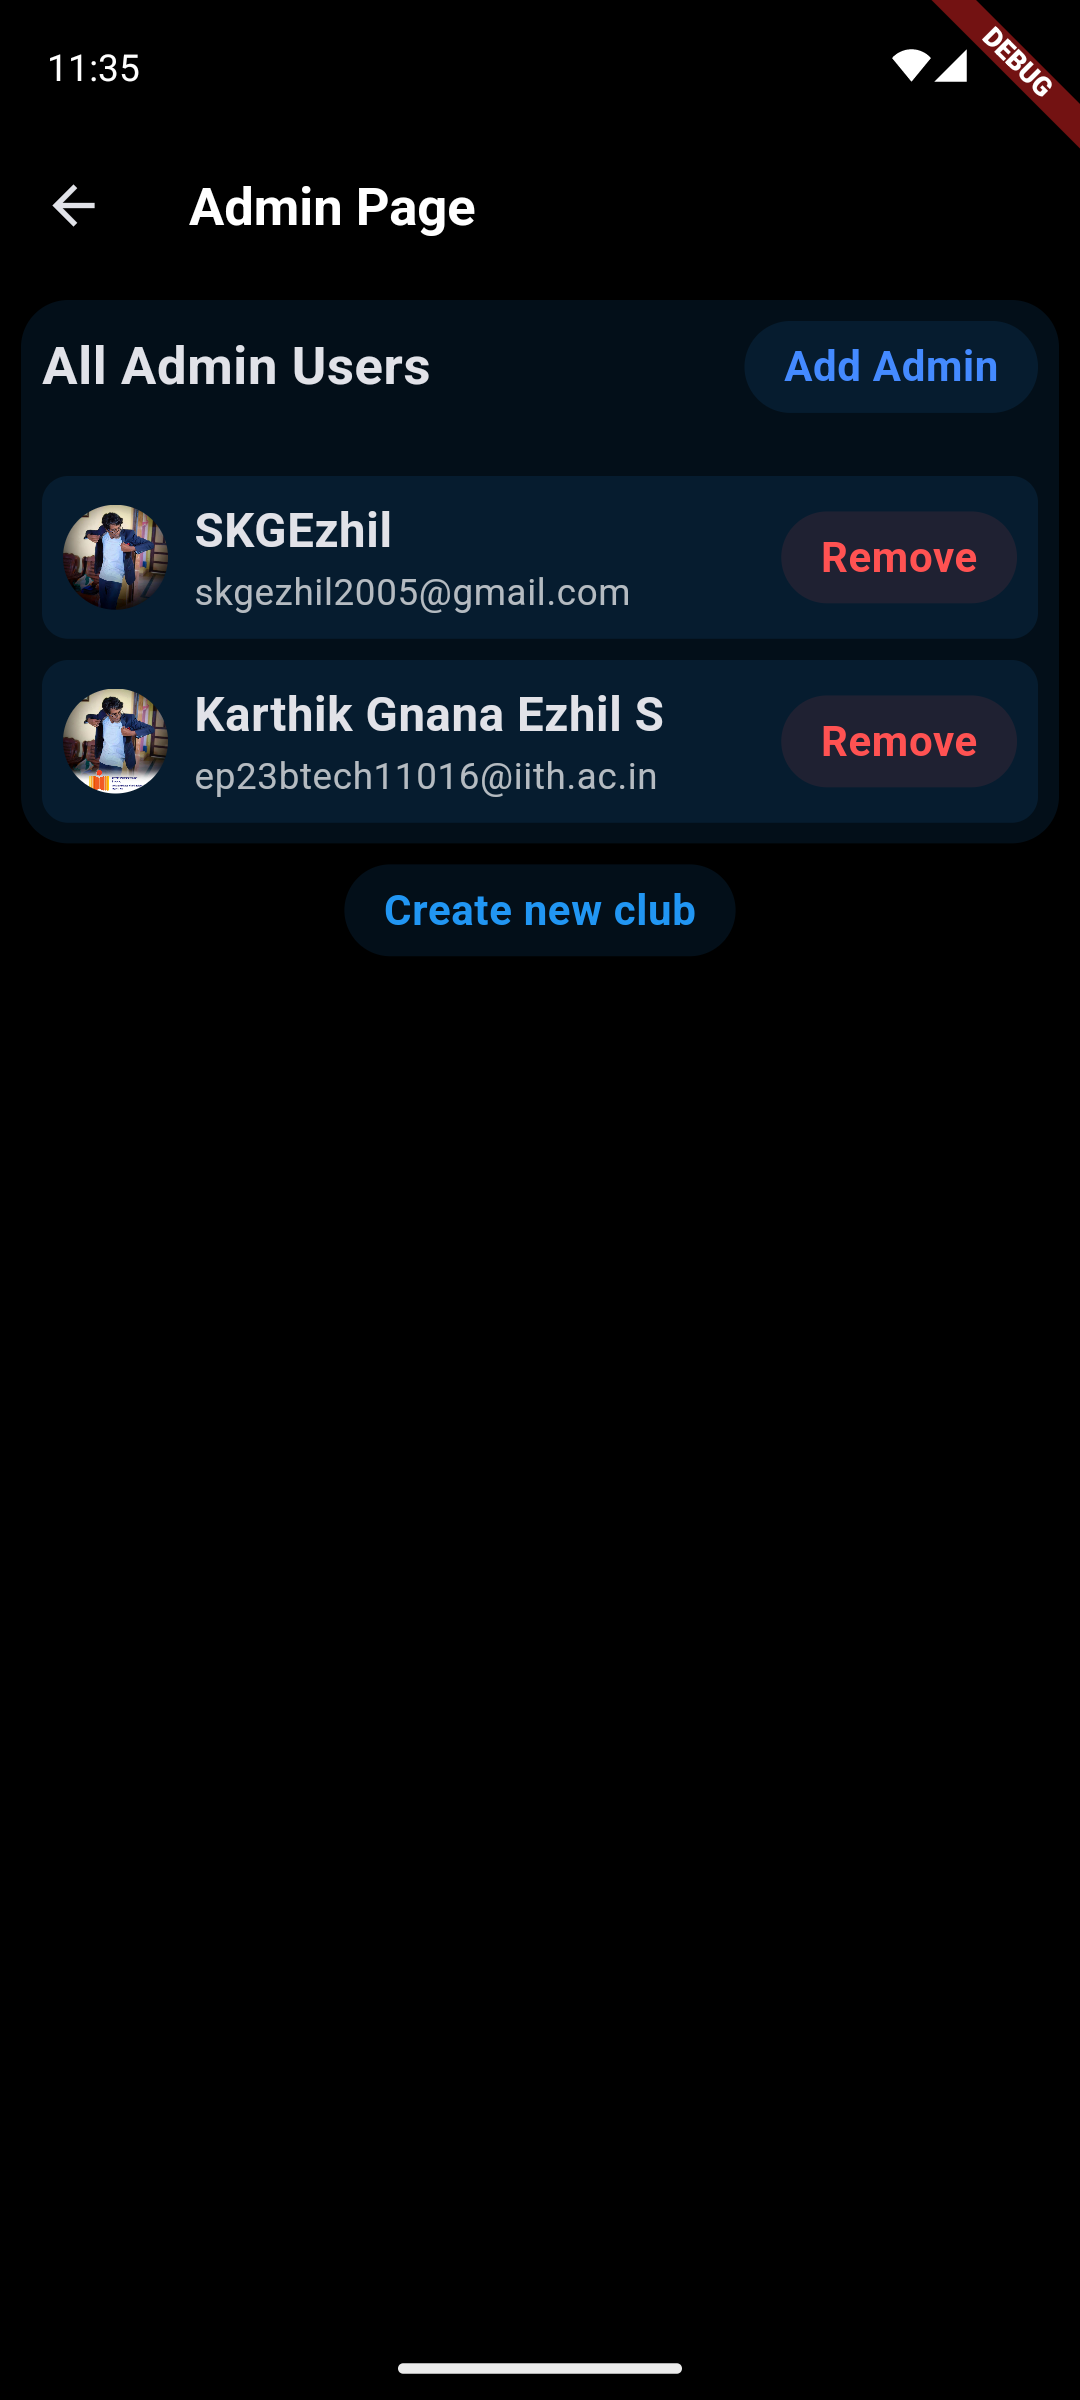 11:35
DEBUG
Admin Page
All Admin Users
Add Admin
SKGEzhil
skgezhil2005@gmail.com
Remove
Karthik Gnana Ezhil S
ep23btech11016@iith.ac.in
Remove
Create new club